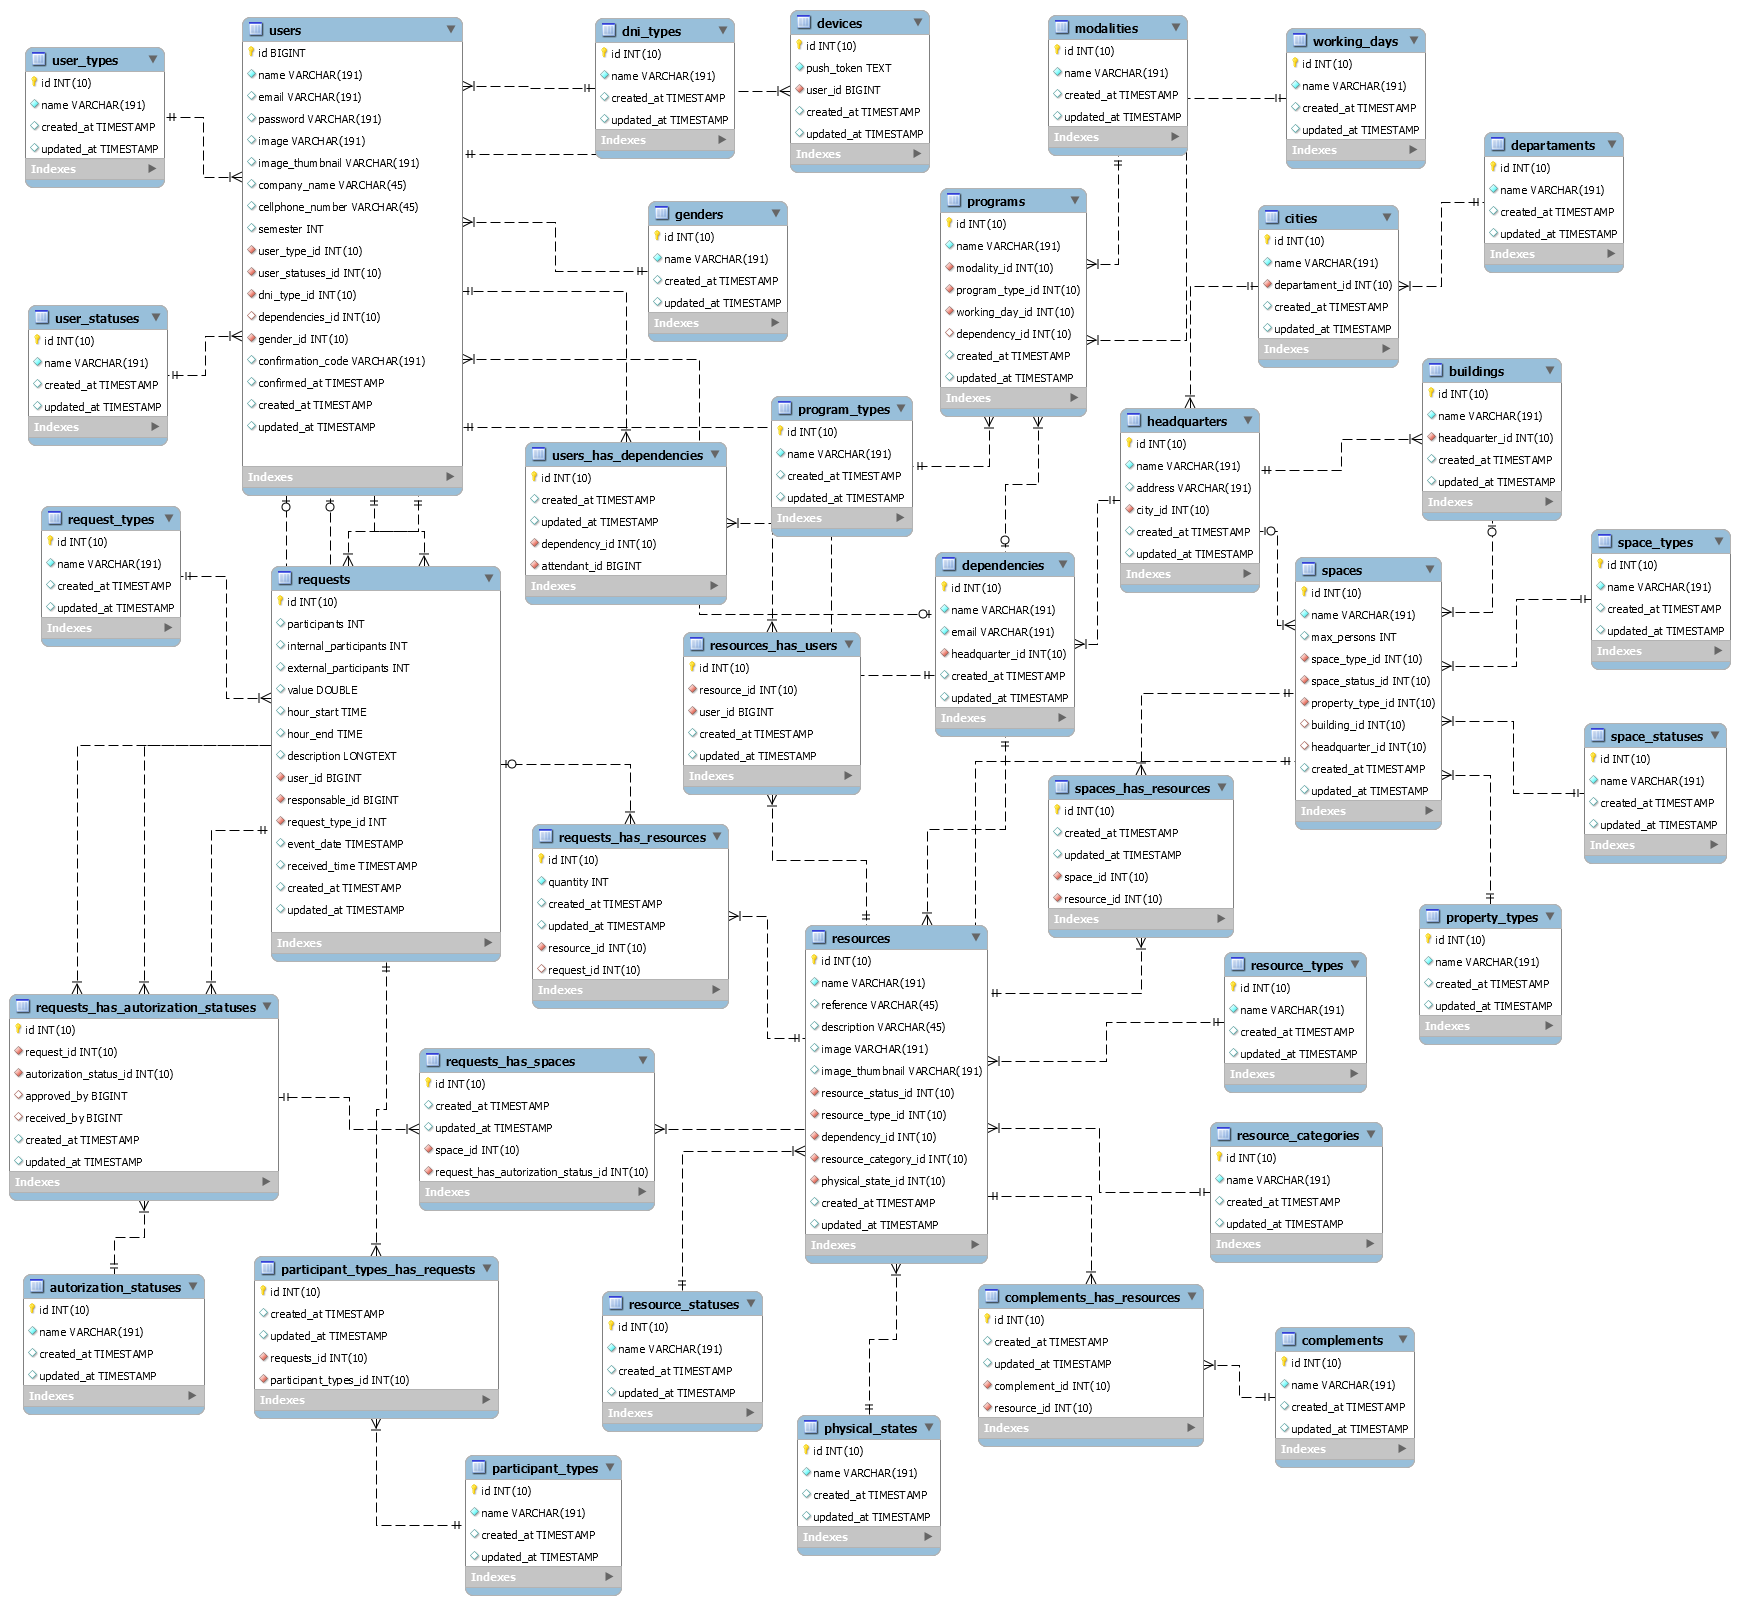 user_types
id INT(10)
name VARCHAR(191)
created_at TIMESTAMP
updated_at TIMESTAMP
Indexes
users
id BIGINT
name VARCHAR(191)
email VARCHAR(191)
password VARCHAR(191)
image VARCHAR(191)
image_thumbnail VARCHAR(191)
company_name VARCHAR(45)
cellphone_number VARCHAR(45)
semester INT
user_type_id INT(10)
user_statuses_id INT(10)
dni_type_id INT(10)
dependencies_id INT(10)
gender_id INT(10)
confirmation_code VARCHAR(191)
confirmed_at TIMESTAMP
created_at TIMESTAMP
updated_at TIMESTAMP
Indexes
dni_types
id INT(10)
name VARCHAR(191)
created_at TIMESTAMP
updated_at TIMESTAMP
Indexes
devices
id INT(10)
push_token TEXT
user_id BIGINT
created_at TIMESTAMP
updated_at TIMESTAMP
Indexes
modalities
id INT(10)
name VARCHAR(191)
created_at TIMESTAMP
updated_at TIMESTAMP
Indexes
working_days
id INT(10)
name VARCHAR(191)
created_at TIMESTAMP
updated_at TIMESTAMP
Indexes
departaments
id INT(10)
name VARCHAR(191)
created_at TIMESTAMP
updated_at TIMESTAMP
Indexes
genders
id INT(10)
name VARCHAR(191)
created_at TIMESTAMP
updated_at TIMESTAMP
Indexes
programs
id INT(10)
name VARCHAR(191)
modality_id INT(10)
program_type_id INT(10)
working_day_id INT(10)
dependency_id INT(10)
created_at TIMESTAMP
updated_at TIMESTAMP
Indexes
cities
id INT(10)
name VARCHAR(191)
departament_id INT(10)
created_at TIMESTAMP
updated_at TIMESTAMP
Indexes
user_statuses
id INT(10)
name VARCHAR(191)
created_at TIMESTAMP
updated_at TIMESTAMP
Indexes
program_types
id INT(10)
name VARCHAR(191)
created_at TIMESTAMP
updated_at TIMESTAMP
Indexes
headquarters
id INT(10)
name VARCHAR(191)
address VARCHAR(191)
city_id INT(10)
created_at TIMESTAMP
updated_at TIMESTAMP
Indexes
buildings
id INT(10)
name VARCHAR(191)
headquarter_id INT(10)
created_at TIMESTAMP
updated_at TIMESTAMP
Indexes
users_has_dependencies
id INT(10)
created_at TIMESTAMP
updated_at TIMESTAMP
dependency_id INT(10)
attendant_id BIGINT
Indexes
request_types
id INT(10)
name VARCHAR(191)
created_at TIMESTAMP
updated_at TIMESTAMP
Indexes
requests
id INT(10)
participants INT
internal_participants INT
external_participants INT
value DOUBLE
hour_start TIME
hour_end TIME
description LONGTEXT
user_id BIGINT
responsable_id BIGINT
request_type_id INT
event_date TIMESTAMP
received_time TIMESTAMP
created_at TIMESTAMP
updated_at TIMESTAMP
Indexes
dependencies
id INT(10)
name VARCHAR(191)
email VARCHAR(191)
headquarter_id INT(10)
created_at TIMESTAMP
updated_at TIMESTAMP
Indexes
spaces
id INT(10)
name VARCHAR(191)
max_persons INT
space_type_id INT(10)
space_status_id INT(10)
property_type_id INT(10)
building_id INT(10)
headquarter_id INT(10)
created_at TIMESTAMP
updated_at TIMESTAMP
Indexes
space_types
id INT(10)
name VARCHAR(191)
created_at TIMESTAMP
updated_at TIMESTAMP
Indexes
resources_has_users
id INT(10)
resource_id INT(10)
user_id BIGINT
created_at TIMESTAMP
updated_at TIMESTAMP
Indexes
space_statuses
id INT(10)
name VARCHAR(191)
created_at TIMESTAMP
updated_at TIMESTAMP
Indexes
spaces_has_resources
id INT(10)
created_at TIMESTAMP
updated_at TIMESTAMP
space_id INT(10)
resource_id INT(10)
Indexes
requests_has_resources
id INT(10)
quantity INT
created_at TIMESTAMP
updated_at TIMESTAMP
resource_id INT(10)
request_id INT(10)
Indexes
property_types
id INT(10)
name VARCHAR(191)
created_at TIMESTAMP
updated_at TIMESTAMP
Indexes
resources
id INT(10)
name VARCHAR(191)
reference VARCHAR(45)
description VARCHAR(45)
image VARCHAR(191)
image_thumbnail VARCHAR(191)
resource_status_id INT(10)
resource_type_id INT(10)
dependency_id INT(10)
resource_category_id INT(10)
physical_state_id INT(10)
created_at TIMESTAMP
updated_at TIMESTAMP
Indexes
resource_types
id INT(10)
name VARCHAR(191)
created_at TIMESTAMP
updated_at TIMESTAMP
Indexes
requests_has_autorization_statuses
id INT(10)
request_id INT(10)
autorization_status_id INT(10)
approved_by BIGINT
received_by BIGINT
created_at TIMESTAMP
updated_at TIMESTAMP
Indexes
requests_has_spaces
id INT(10)
created_at TIMESTAMP
updated_at TIMESTAMP
space_id INT(10)
request_has_autorization_status_id INT(10)
Indexes
resource_categories
id INT(10)
name VARCHAR(191)
created_at TIMESTAMP
updated_at TIMESTAMP
Indexes
autorization_statuses
id INT(10)
name VARCHAR(191)
created_at TIMESTAMP
updated_at TIMESTAMP
Indexes
participant_types_has_requests
id INT(10)
created_at TIMESTAMP
updated_at TIMESTAMP
requests_id INT(10)
participant_types_id INT(10)
Indexes
resource_statuses
id INT(10)
name VARCHAR(191)
created_at TIMESTAMP
updated_at TIMESTAMP
Indexes
complements_has_resources
id INT(10)
created_at TIMESTAMP
updated_at TIMESTAMP
complement_id INT(10)
resource_id INT(10)
Indexes
complements
id INT(10)
name VARCHAR(191)
created_at TIMESTAMP
updated_at TIMESTAMP
Indexes
physical_states
id INT(10)
name VARCHAR(191)
created_at TIMESTAMP
updated_at TIMESTAMP
Indexes
participant_types
id INT(10)
name VARCHAR(191)
created_at TIMESTAMP
updated_at TIMESTAMP
Indexes